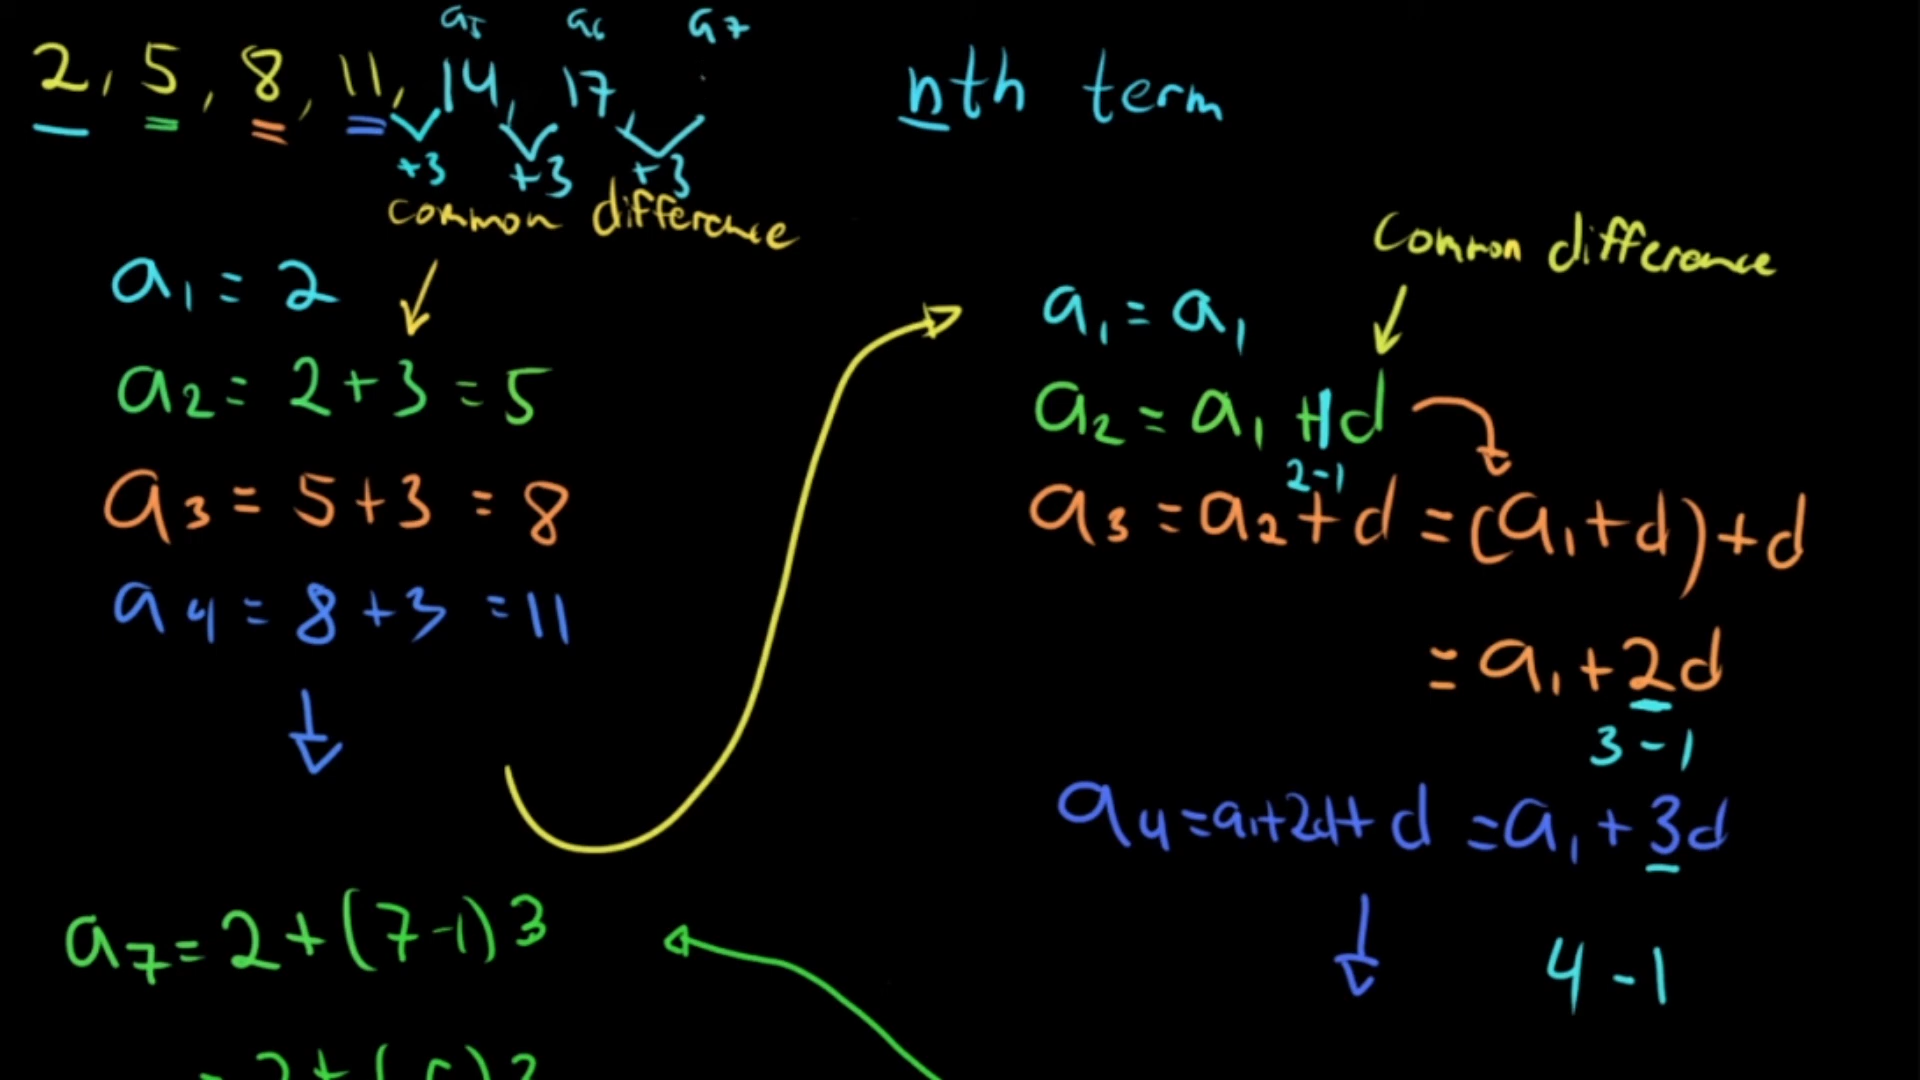 a5 a6 a7
2, 5, 8, 11, 14, 17,
+3 +3 +3
common difference
a1 = 2
a2 = 2+3 = 5
a3 = 5+3 = 8
a4 = 8+3 = 11
a7 = 2+(7-1)3
nth term
Common difference
a1 = a1
a2 = a1 +1d
2-1
a3 = a2+d = (a1+d)+d
= a1+2d
3-1
a4 = a1+2d+d = a1+3d
4-1